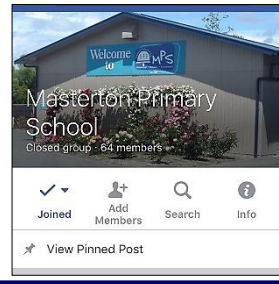 Welcome
to MPS
Masterton Primary
School
Closed group · 64 members
Joined
Add
Members
Search
Info
View Pinned Post